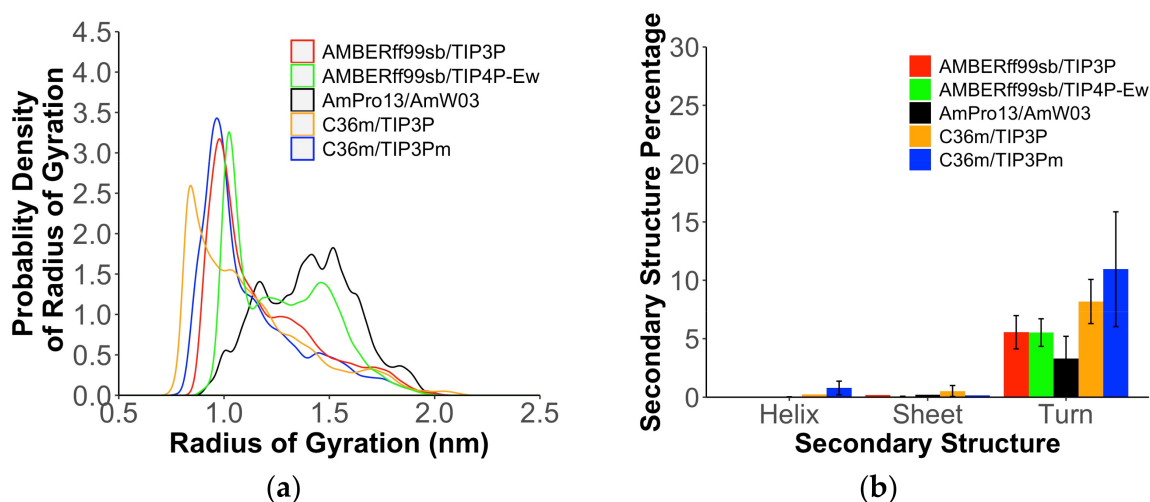 4.5
4.0
3.5
3.0
2.5
2.0
1.5
1.0
0.5
0.0
Probablity Density
of Radius of Gyration
AMBERff99sb/TIP3P
AMBERff99sb/TIP4P-Ew
AmPro13/AmW03
C36m/TIP3P
C36m/TIP3Pm
0.5 1.0 1.5 2.0 2.5
Radius of Gyration (nm)
(a)
Secondary Structure Percentage
30
25
20
15
10
5
0
AMBERff99sb/TIP3P
AMBERff99sb/TIP4P-Ew
AmPro13/AmW03
C36m/TIP3P
C36m/TIP3Pm
Helix Sheet Turn
Secondary Structure
(b)